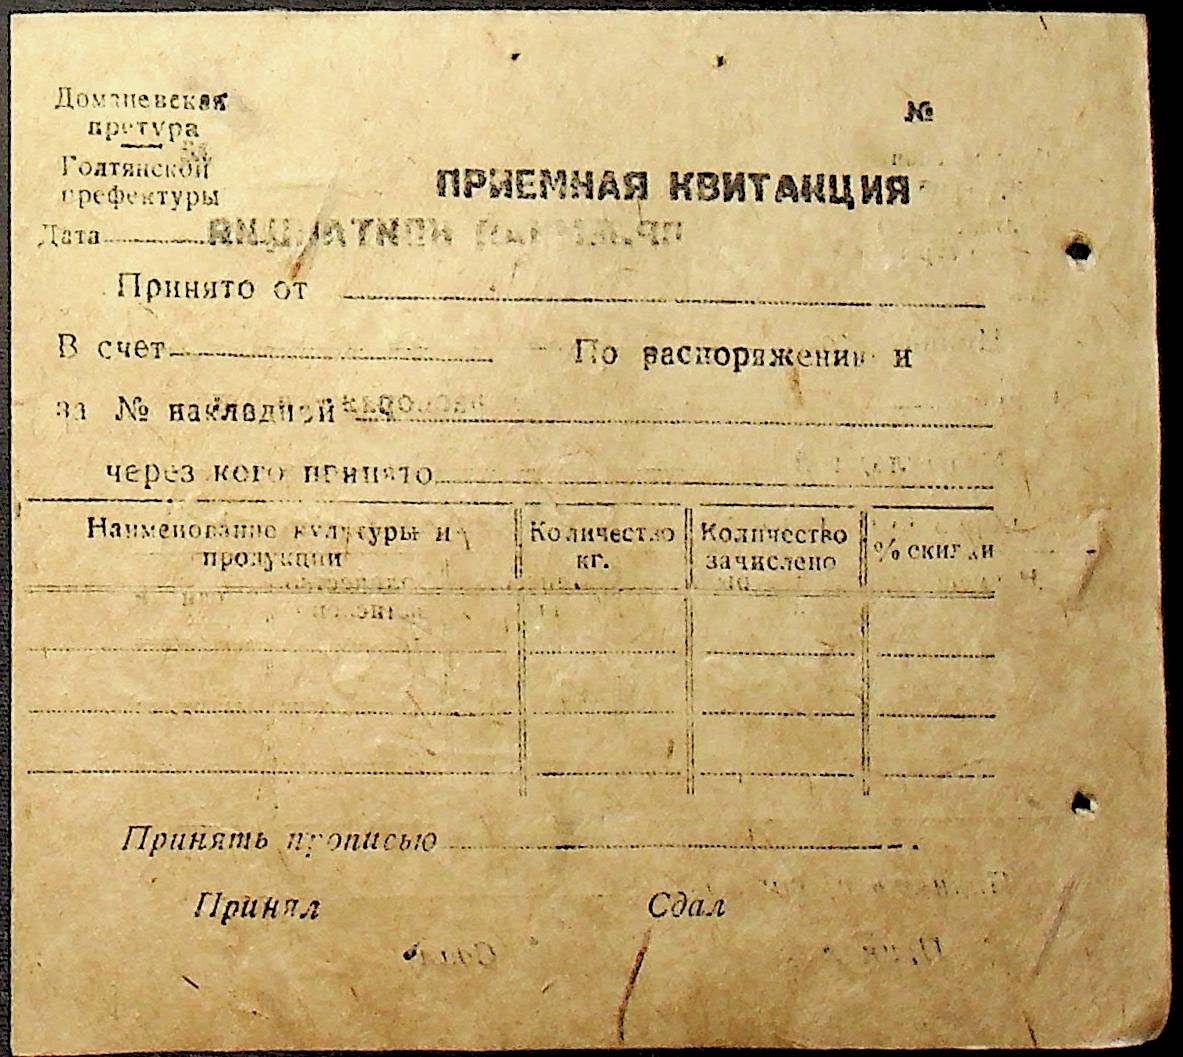 Доманевская
претура
Голтянской
префектуры
Дата
№
ПРИЕМНАЯ КВИТАНЦИЯ
Принято от
В счет По распоряжению и
за № накладной
через кого принято
Наименование культуры и
продукции
Количество
кг.
Количество
зачислено
% скидки
Принять прописью
Принял Сдал